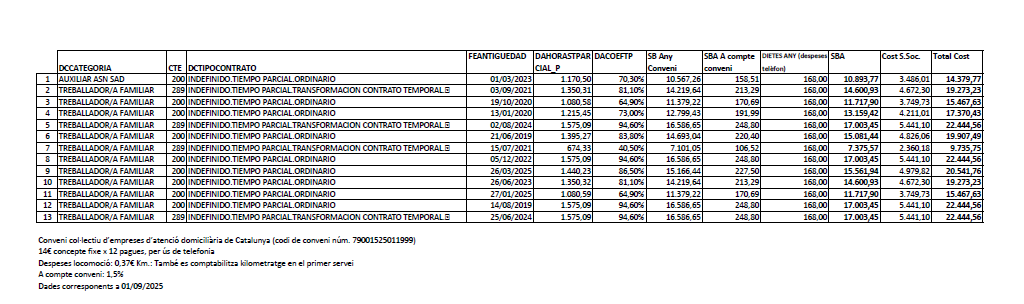 DCCATEGORIA CTE DCTIPOCONTRATO FEANTIGUEDAD DAHORASTPARCIAL_P DACOEFTP SB Any Conveni SBA A compte conveni DIETES ANY (despeses telèfon) SBA Cost S.Soc. Total Cost
1 AUXILIAR ASN SAD 200 INDEFINIDO.TIEMPO PARCIAL.ORDINARIO 01/03/2023 1.170,50 70,30% 10.567,26 158,51 168,00 10.893,77 3.486,01 14.379,77
2 TREBALLADOR/A FAMILIAR 289 INDEFINIDO.TIEMPO PARCIAL.TRANSFORMACION CONTRATO TEMPORAL. 03/09/2021 1.350,31 81,10% 14.219,64 213,29 168,00 14.600,93 4.672,30 19.273,23
3 TREBALLADOR/A FAMILIAR 200 INDEFINIDO.TIEMPO PARCIAL.ORDINARIO 19/10/2020 1.080,58 64,90% 11.379,22 170,69 168,00 11.717,90 3.749,73 15.467,63
4 TREBALLADOR/A FAMILIAR 200 INDEFINIDO.TIEMPO PARCIAL.ORDINARIO 13/01/2020 1.215,45 73,00% 12.799,43 191,99 168,00 13.159,42 4.211,01 17.370,43
5 TREBALLADOR/A FAMILIAR 289 INDEFINIDO.TIEMPO PARCIAL.TRANSFORMACION CONTRATO TEMPORAL. 02/08/2024 1.575,09 94,60% 16.586,65 248,80 168,00 17.003,45 5.441,10 22.444,56
6 TREBALLADOR/A FAMILIAR 200 INDEFINIDO.TIEMPO PARCIAL.ORDINARIO 21/06/2019 1.395,27 83,80% 14.693,04 220,40 168,00 15.081,44 4.826,06 19.907,49
7 TREBALLADOR/A FAMILIAR 289 INDEFINIDO.TIEMPO PARCIAL.TRANSFORMACION CONTRATO TEMPORAL. 15/07/2021 674,33 40,50% 7.101,05 106,52 168,00 7.375,57 2.360,18 9.735,75
8 TREBALLADOR/A FAMILIAR 200 INDEFINIDO.TIEMPO PARCIAL.ORDINARIO 05/12/2022 1.575,09 94,60% 16.586,65 248,80 168,00 17.003,45 5.441,10 22.444,56
9 TREBALLADOR/A FAMILIAR 200 INDEFINIDO.TIEMPO PARCIAL.ORDINARIO 26/03/2025 1.440,23 86,50% 15.166,44 227,50 168,00 15.561,94 4.979,82 20.541,76
10 TREBALLADOR/A FAMILIAR 200 INDEFINIDO.TIEMPO PARCIAL.ORDINARIO 26/06/2023 1.350,32 81,10% 14.219,64 213,29 168,00 14.600,93 4.672,30 19.273,23
11 TREBALLADOR/A FAMILIAR 200 INDEFINIDO.TIEMPO PARCIAL.ORDINARIO 27/01/2025 1.080,59 64,90% 11.379,22 170,69 168,00 11.717,90 3.749,73 15.467,63
12 TREBALLADOR/A FAMILIAR 200 INDEFINIDO.TIEMPO PARCIAL.ORDINARIO 14/08/2019 1.575,09 94,60% 16.586,65 248,80 168,00 17.003,45 5.441,10 22.444,56
13 TREBALLADOR/A FAMILIAR 289 INDEFINIDO.TIEMPO PARCIAL.TRANSFORMACION CONTRATO TEMPORAL. 25/06/2024 1.575,09 94,60% 16.586,65 248,80 168,00 17.003,45 5.441,10 22.444,56
Conveni col·lectiu d'empreses d'atenció domiciliària de Catalunya (codi de conveni núm. 79001525011999)
14€ concepte fixe x 12 pagues, per ús de telefonia
Despeses locomoció: 0,37€ Km.: També es comptabilitza kilometratge en el primer servei
A compte conveni: 1,5%
Dades corresponents a 01/09/2025